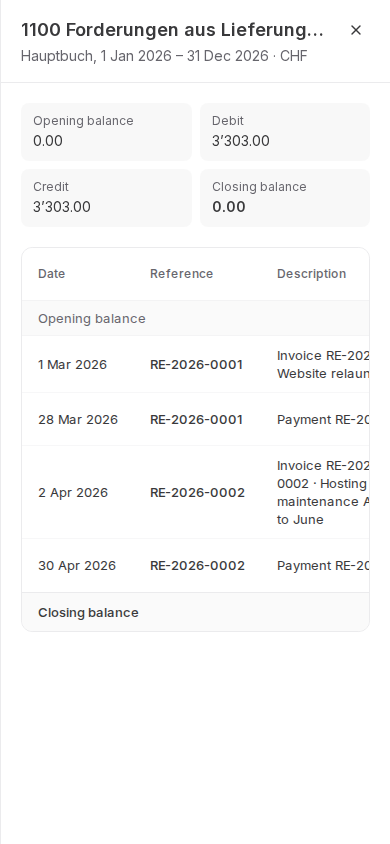 1100 Forderungen aus Lieferung…
Hauptbuch, 1 Jan 2026 – 31 Dec 2026 · CHF
Opening balance
0.00
Debit
3’303.00
Credit
3’303.00
Closing balance
0.00
Date Reference Description
Opening balance
1 Mar 2026 RE-2026-0001 Invoice RE-202
Website relaun
28 Mar 2026 RE-2026-0001 Payment RE-20
2 Apr 2026 RE-2026-0002 Invoice RE-202
0002 · Hosting
maintenance A
to June
30 Apr 2026 RE-2026-0002 Payment RE-20
Closing balance